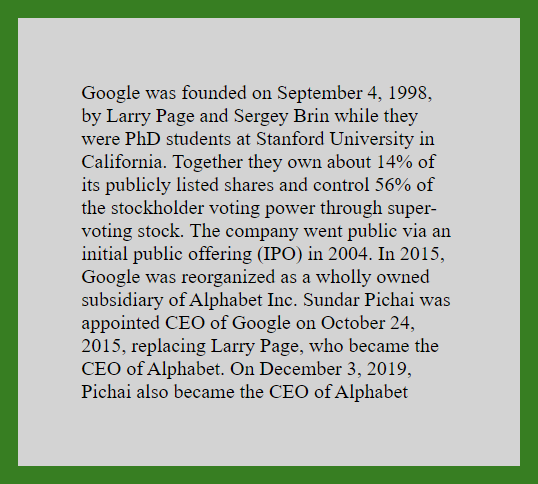 Google was founded on September 4, 1998,
by Larry Page and Sergey Brin while they
were PhD students at Stanford University in
California. Together they own about 14% of
its publicly listed shares and control 56% of
the stockholder voting power through super-
voting stock. The company went public via an
initial public offering (IPO) in 2004. In 2015,
Google was reorganized as a wholly owned
subsidiary of Alphabet Inc. Sundar Pichai was
appointed CEO of Google on October 24,
2015, replacing Larry Page, who became the
CEO of Alphabet. On December 3, 2019,
Pichai also became the CEO of Alphabet